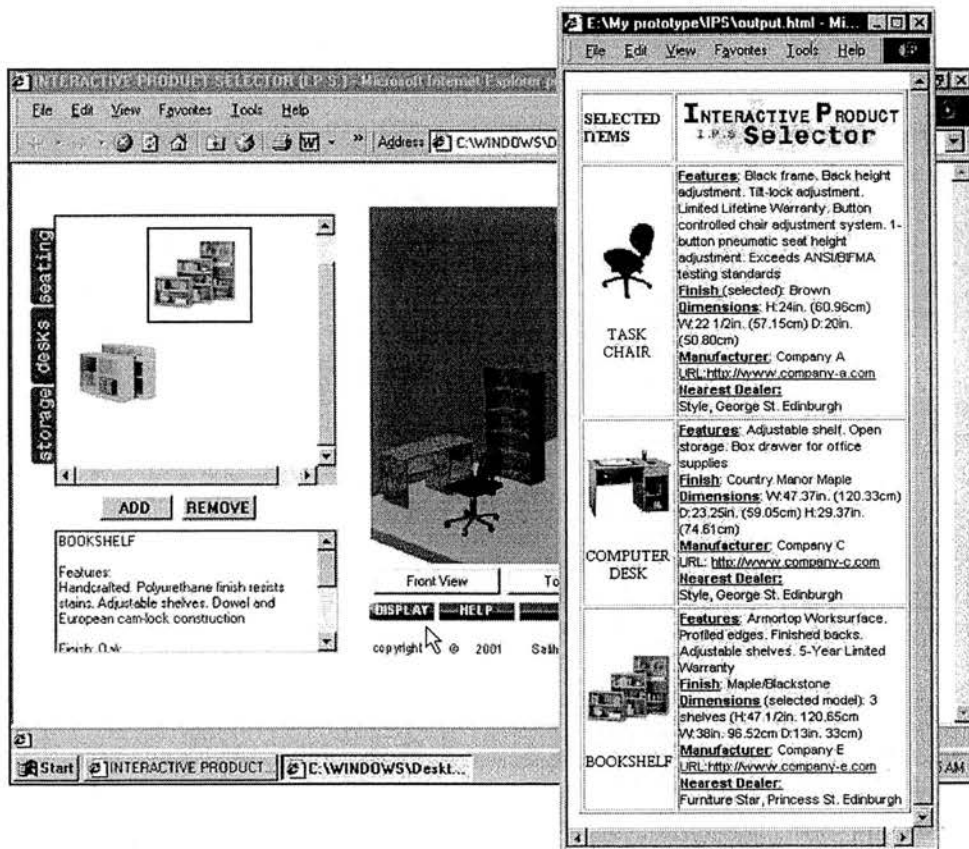 E:\My prototype\IPS\output.html - Mi...
File Edit View Favorites Tools Help
SELECTED
ITEMS
INTERACTIVE PRODUCT
I.P.S Selector
TASK
CHAIR
Features: Black frame. Back height
adjustment. Tilt-lock adjustment.
Limited Lifetime Warranty. Button
controlled chair adjustment system. 1-
button pneumatic seat height
adjustment. Exceeds ANSI/BIFMA
testing standards
Finish (selected): Brown
Dimensions: H:24in. (60.96cm)
W:22 1/2in. (57.15cm) D:20in.
(50.80cm)
Manufacturer: Company A
URL:http://www.company-a.com
Nearest Dealer:
Style, George St. Edinburgh
COMPUTER
DESK
Features: Adjustable shelf. Open
storage. Box drawer for office
supplies
Finish: Country Manor Maple
Dimensions: W:47.37in. (120.33cm)
D:23.25in. (59.05cm) H:29.37in.
(74.61cm)
Manufacturer: Company C
URL: http://www.company-c.com
Nearest Dealer:
Style, George St. Edinburgh
BOOKSHELF
Features: Armortop Worksurface.
Profiled edges. Finished backs.
Adjustable shelves. 5-Year Limited
Warranty
Finish: Maple/Blackstone
Dimensions (selected model): 3
shelves (H:47 1/2in. 120.65cm
W:38in. 96.52cm D:13in. 33cm)
Manufacturer: Company E
URL:http://www.company-e.com
Nearest Dealer:
Furniture Star, Princess St. Edinburgh
INTERACTIVE PRODUCT SELECTOR (I.P.S.) - Microsoft Internet Explorer
File Edit View Favorites Tools Help
Address C:\WINDOWS\D
seating
desks
storage
ADD REMOVE
BOOKSHELF
Features:
Handcrafted. Polyurethane finish resists
stains. Adjustable shelves. Dowel and
European cam-lock construction
Finish: Oak
Front View To
DISPLAY HELP
copyright © 2001 Salih
Start INTERACTIVE PRODUCT... C:\WINDOWS\Deskt...
AM